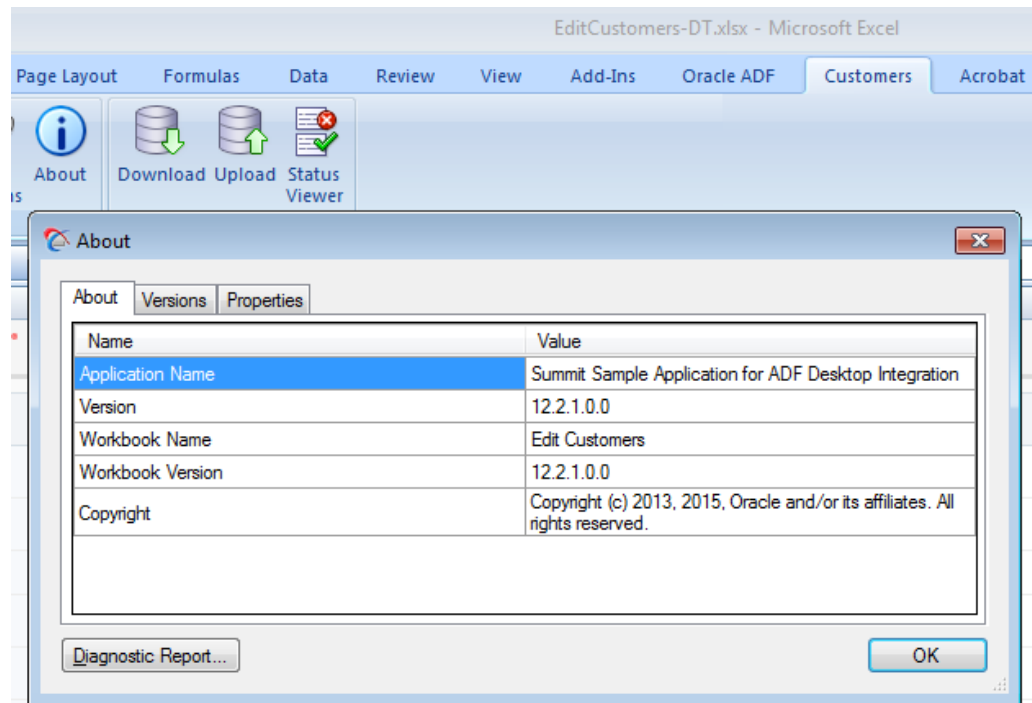 EditCustomers-DT.xlsx - Microsoft Excel
Page Layout Formulas Data Review View Add-Ins Oracle ADF Customers Acrobat
About Download Upload Status Viewer
About
About Versions Properties
Name Value
Application Name Summit Sample Application for ADF Desktop Integration
Version 12.2.1.0.0
Workbook Name Edit Customers
Workbook Version 12.2.1.0.0
Copyright Copyright (c) 2013, 2015, Oracle and/or its affiliates. All
rights reserved.
Diagnostic Report... OK